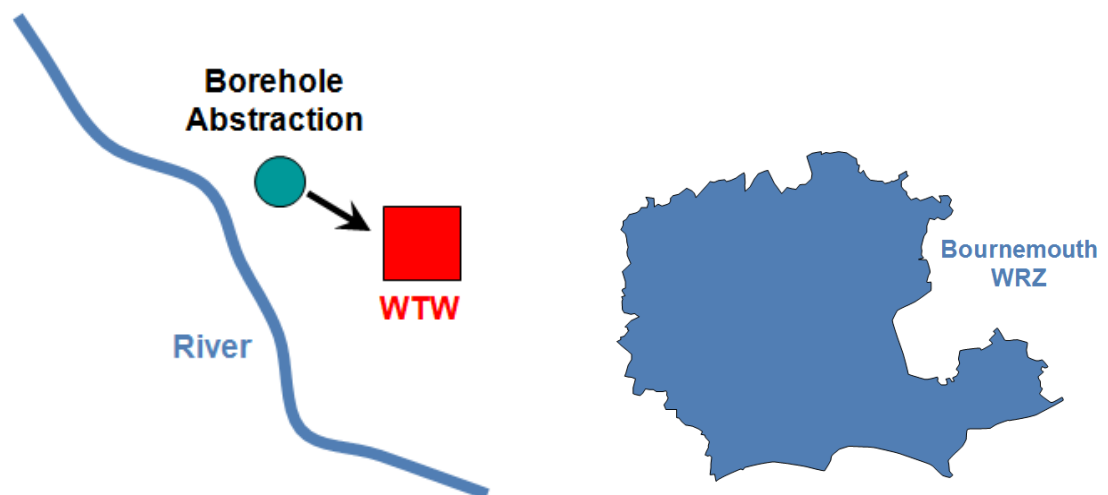 Borehole
Abstraction
WTW
River
Bournemouth
WRZ